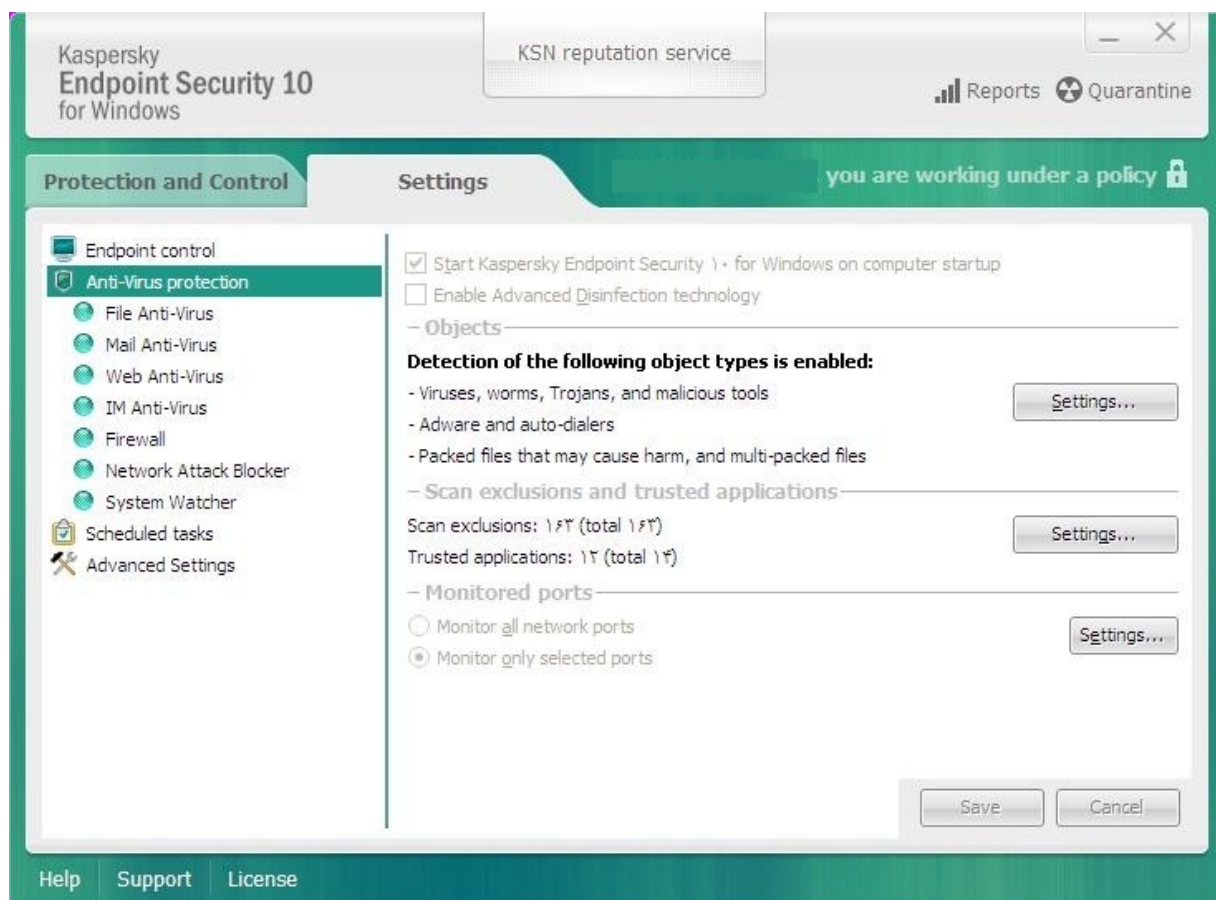 Kaspersky
Endpoint Security 10
for Windows
KSN reputation service
Reports
Quarantine
Protection and Control
Settings
you are working under a policy
Endpoint control
Anti-Virus protection
File Anti-Virus
Mail Anti-Virus
Web Anti-Virus
IM Anti-Virus
Firewall
Network Attack Blocker
System Watcher
Scheduled tasks
Advanced Settings
Start Kaspersky Endpoint Security ۱۰ for Windows on computer startup
Enable Advanced Disinfection technology
Objects
Detection of the following object types is enabled:
- Viruses, worms, Trojans, and malicious tools
- Adware and auto-dialers
- Packed files that may cause harm, and multi-packed files
Settings...
Scan exclusions and trusted applications
Scan exclusions: ۱۶۳ (total ۱۶۳)
Trusted applications: ۱۲ (total ۱۴)
Settings...
Monitored ports
Monitor all network ports
Monitor only selected ports
Settings...
Save
Cancel
Help
Support
License